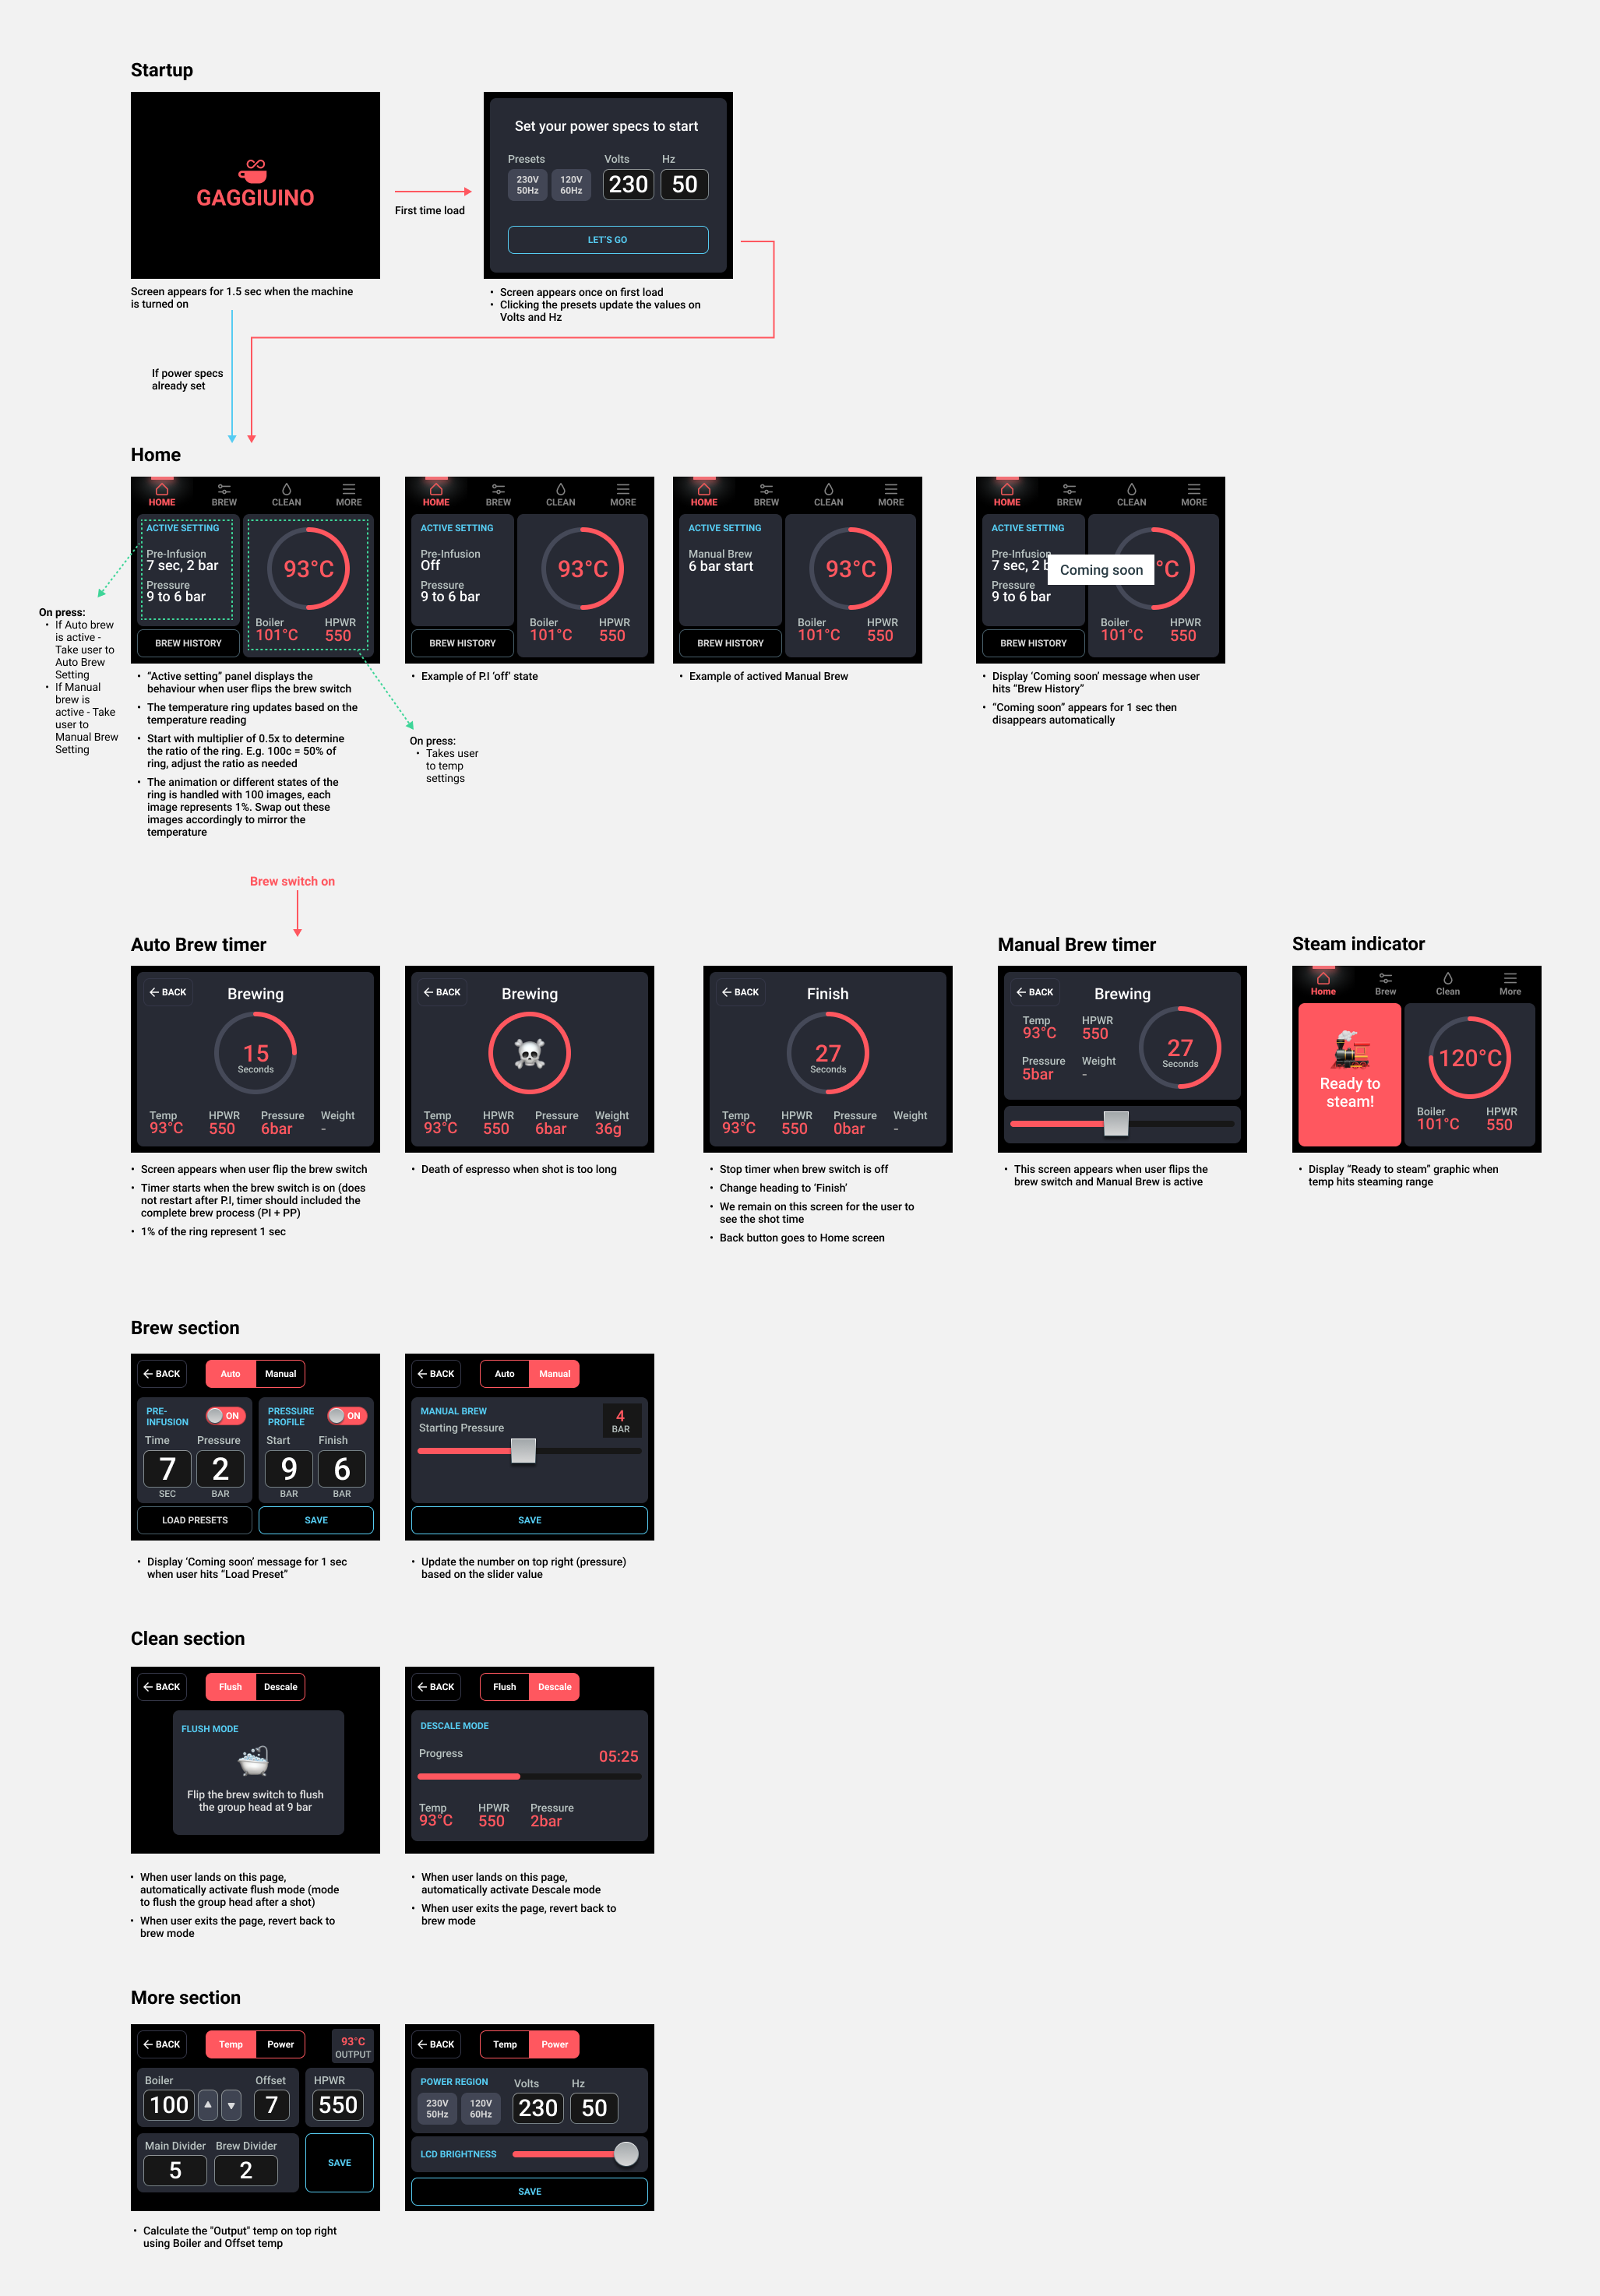 Startup
GAGGIUINO
Screen appears for 1.5 sec when the machine
is turned on
First time load
Set your power specs to start
Presets
Volts
Hz
230V
50Hz
120V
60Hz
230
50
LET'S GO
• Screen appears once on first load
• Clicking the presets update the values on
Volts and Hz
If power specs
already set
Home
HOME
BREW
CLEAN
MORE
ACTIVE SETTING
Pre-Infusion
7 sec, 2 bar
Pressure
9 to 6 bar
BREW HISTORY
93°C
Boiler
101°C
HPWR
550
On press:
• If Auto brew
is active -
Take user to
Auto Brew
Setting
• If Manual
brew is
active - Take
user to
Manual Brew
Setting
• “Active setting” panel displays the
behaviour when user flips the brew switch
• The temperature ring updates based on the
temperature reading
• Start with multiplier of 0.5x to determine
the ratio of the ring. E.g. 100c = 50% of
ring, adjust the ratio as needed
• The animation or different states of the
ring is handled with 100 images, each
image represents 1%. Swap out these
images accordingly to mirror the
temperature
On press:
• Takes user
to temp
settings
HOME
BREW
CLEAN
MORE
ACTIVE SETTING
Pre-Infusion
Off
Pressure
9 to 6 bar
BREW HISTORY
93°C
Boiler
101°C
HPWR
550
• Example of P.I ‘off’ state
HOME
BREW
CLEAN
MORE
ACTIVE SETTING
Manual Brew
6 bar start
BREW HISTORY
93°C
Boiler
101°C
HPWR
550
• Example of actived Manual Brew
HOME
BREW
CLEAN
MORE
ACTIVE SETTING
Pre-Infusion
7 sec, 2 b
Pressure
9 to 6 bar
Coming soon
°C
BREW HISTORY
Boiler
101°C
HPWR
550
• Display ‘Coming soon’ message when user
hits “Brew History”
• “Coming soon” appears for 1 sec then
disappears automatically
Brew switch on
Auto Brew timer
BACK
Brewing
15
Seconds
Temp
93°C
HPWR
550
Pressure
6bar
Weight
-
• Screen appears when user flip the brew switch
• Timer starts when the brew switch is on (does
not restart after P.I, timer should included the
complete brew process (PI + PP)
• 1% of the ring represent 1 sec
BACK
Brewing
Temp
93°C
HPWR
550
Pressure
6bar
Weight
36g
• Death of espresso when shot is too long
BACK
Finish
27
Seconds
Temp
93°C
HPWR
550
Pressure
0bar
Weight
-
• Stop timer when brew switch is off
• Change heading to ‘Finish’
• We remain on this screen for the user to
see the shot time
• Back button goes to Home screen
Manual Brew timer
BACK
Brewing
Temp
93°C
HPWR
550
Pressure
5bar
Weight
-
27
Seconds
• This screen appears when user flips the
brew switch and Manual Brew is active
Steam indicator
Home
Brew
Clean
More
Ready to
steam!
120°C
Boiler
101°C
HPWR
550
• Display “Ready to steam” graphic when
temp hits steaming range
Brew section
BACK
Auto
Manual
PRE-
INFUSION
ON
Time
Pressure
7
2
SEC
BAR
PRESSURE
PROFILE
ON
Start
Finish
9
6
BAR
BAR
LOAD PRESETS
SAVE
• Display ‘Coming soon’ message for 1 sec
when user hits “Load Preset”
BACK
Auto
Manual
MANUAL BREW
Starting Pressure
4
BAR
SAVE
• Update the number on top right (pressure)
based on the slider value
Clean section
BACK
Flush
Descale
FLUSH MODE
Flip the brew switch to flush
the group head at 9 bar
• When user lands on this page,
automatically activate flush mode (mode
to flush the group head after a shot)
• When user exits the page, revert back to
brew mode
BACK
Flush
Descale
DESCALE MODE
Progress
05:25
Temp
93°C
HPWR
550
Pressure
2bar
• When user lands on this page,
automatically activate Descale mode
• When user exits the page, revert back to
brew mode
More section
BACK
Temp
Power
93°C
OUTPUT
Boiler
Offset
100
7
HPWR
550
Main Divider
Brew Divider
5
2
SAVE
• Calculate the "Output" temp on top right
using Boiler and Offset temp
BACK
Temp
Power
POWER REGION
Volts
Hz
230V
50Hz
120V
60Hz
230
50
LCD BRIGHTNESS
SAVE